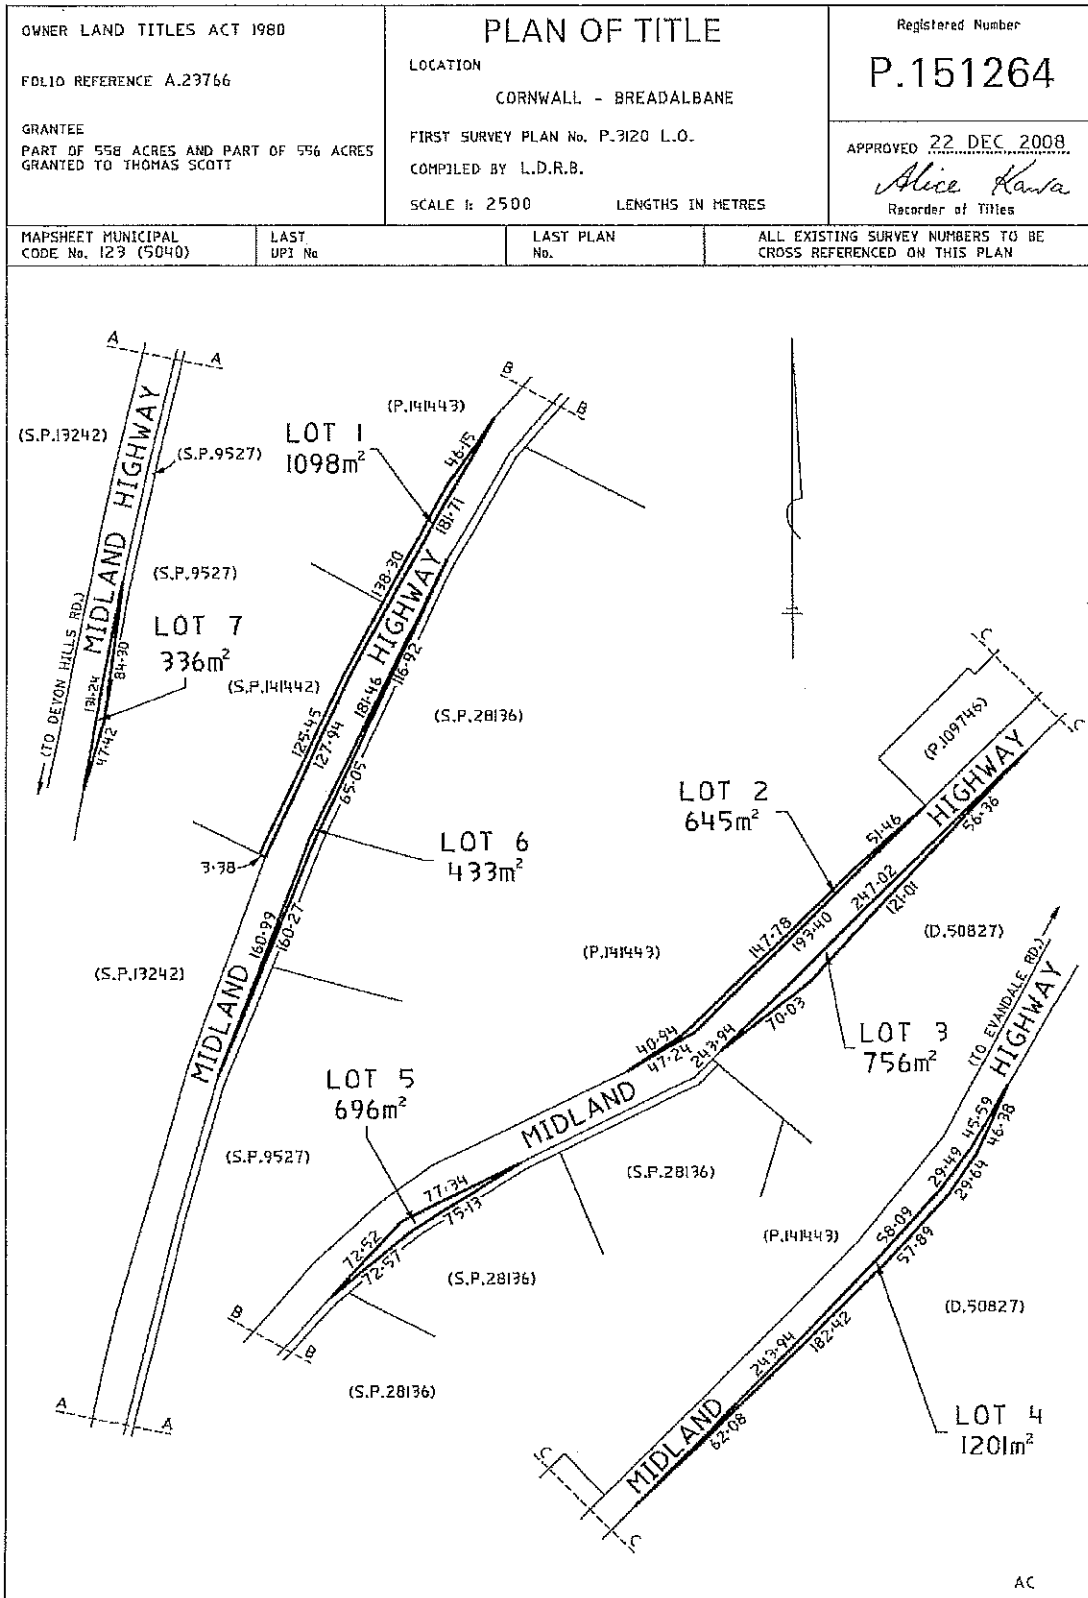 OWNER LAND TITLES ACT 1980
FOLIO REFERENCE A.23766
GRANTEE
PART OF 558 ACRES AND PART OF 556 ACRES
GRANTED TO THOMAS SCOTT
PLAN OF TITLE
LOCATION
CORNWALL - BREADALBANE
FIRST SURVEY PLAN No. P.3120 L.O.
COMPILED BY L.D.R.B.
SCALE 1: 2500 LENGTHS IN METRES
Registered Number
P.151264
APPROVED 22 DEC 2008
Alice Kawa
Recorder of Titles
MAPSHEET MUNICIPAL
CODE No. 123 (5040)
LAST
UPI No
LAST PLAN
No.
ALL EXISTING SURVEY NUMBERS TO BE
CROSS REFERENCED ON THIS PLAN
A
A
(S.P.13242)
(S.P.9527)
MIDLAND HIGHWAY
(S.P.9527)
LOT 7
336m²
(TO DEVON HILLS RD.)
131·24
84·30
47·42
B
B
(P.141443)
LOT 1
1098m²
46·15
181·71
138·30
HIGHWAY
(S.P.141442)
181·46
116·92
125·45
127·94
(S.P.28136)
65·05
LOT 6
433m²
3·38
160·99
160·27
(S.P.13242)
MIDLAND
(S.P.9527)
A
A
C
C
(P.109746)
HIGHWAY
LOT 2
645m²
51·46
56·36
247·02
121·01
147·78
193·40
(P.141443)
(D.50827)
LOT 3
756m²
70·03
40·94
47·24
243·94
MIDLAND
LOT 5
696m²
(S.P.28136)
77·34
75·13
72·52
72·57
(S.P.28136)
B
B
(S.P.28136)
(TO EVANDALE RD.)
HIGHWAY
45·59
46·38
29·49
29·64
(P.141443)
58·09
57·89
(D.50827)
243·94
182·42
LOT 4
1201m²
MIDLAND
62·08
C
C
AC